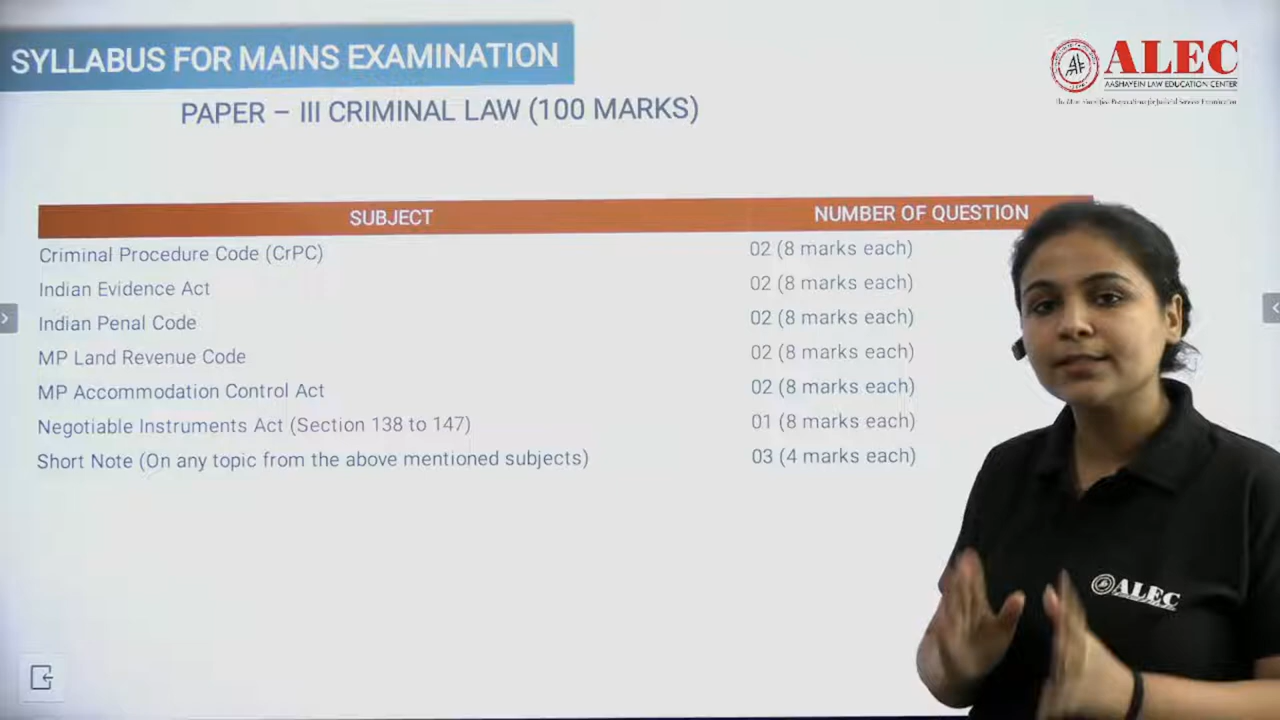 SYLLABUS FOR MAINS EXAMINATION
ALEC
AASHAYEIN LAW EDUCATION CENTER
PAPER – III CRIMINAL LAW (100 MARKS)
SUBJECT NUMBER OF QUESTION
Criminal Procedure Code (CrPC) 02 (8 marks each)
Indian Evidence Act 02 (8 marks each)
Indian Penal Code 02 (8 marks each)
MP Land Revenue Code 02 (8 marks each)
MP Accommodation Control Act 02 (8 marks each)
Negotiable Instruments Act (Section 138 to 147) 01 (8 marks each)
Short Note (On any topic from the above mentioned subjects) 03 (4 marks each)
ALEC